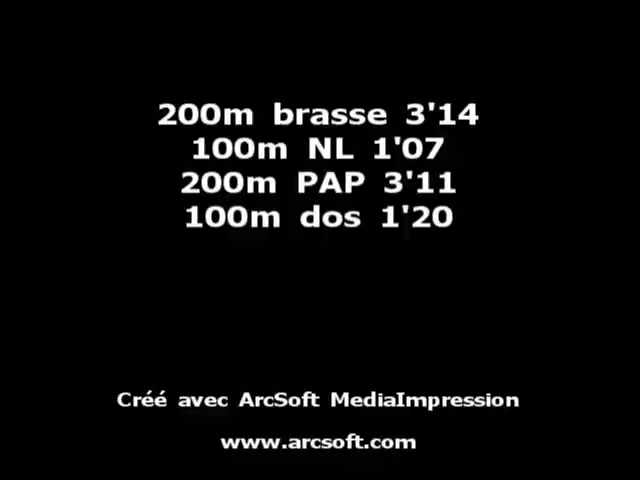 200m brasse 3'14
100m NL 1'07
200m PAP 3'11
100m dos 1'20
Créé avec ArcSoft MediaImpression
www.arcsoft.com